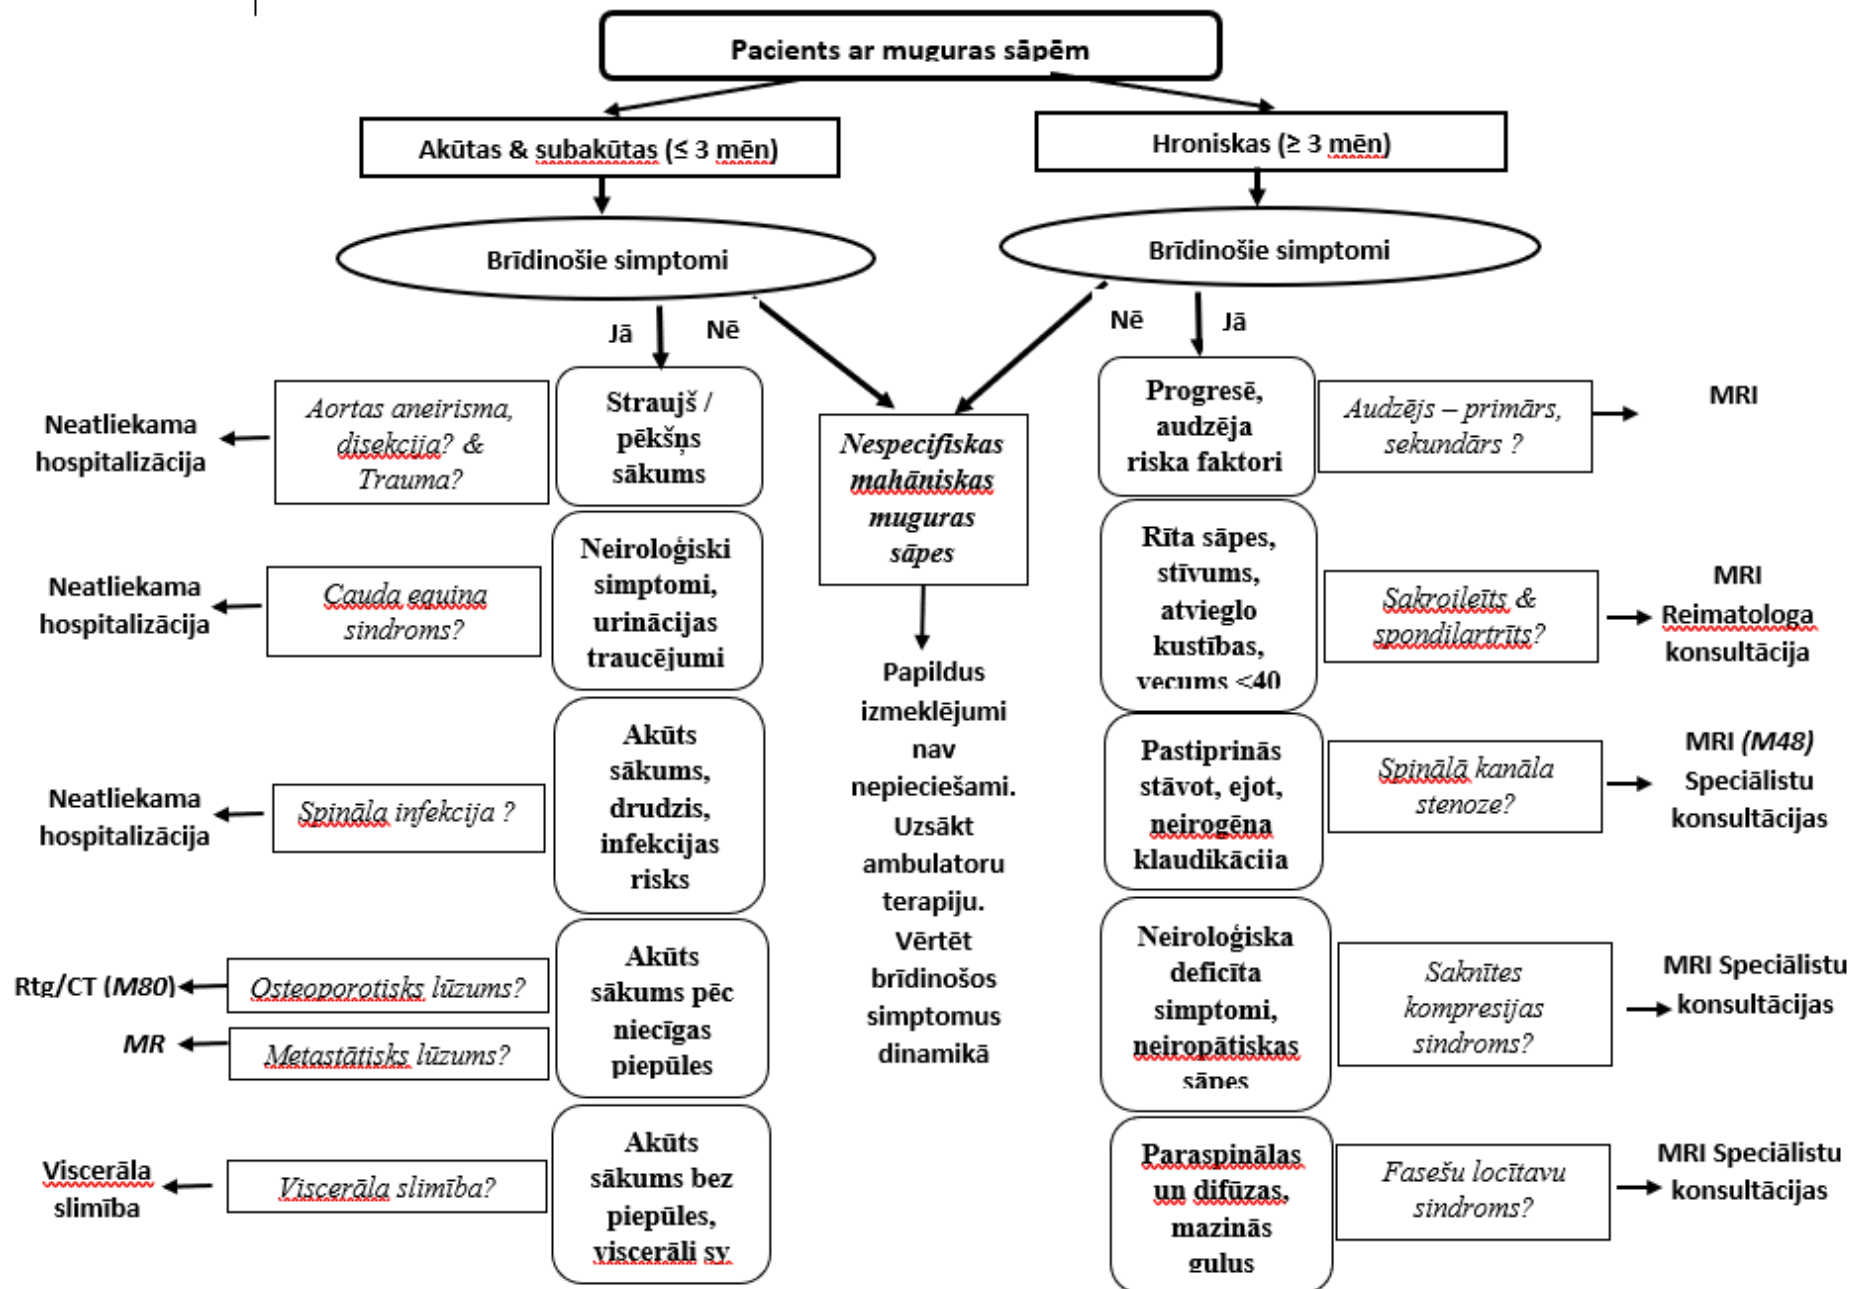 Pacients ar muguras sāpēm
Akūtas & subakūtas (≤ 3 mēn)
Hroniskas (≥ 3 mēn)
Brīdinošie simptomi
Brīdinošie simptomi
Jā
Nē
Nē
Jā
Neatliekama
hospitalizācija
Aortas aneirisma,
disekcija? &
Trauma?
Straujš /
pēkšņs
sākums
Neatliekama
hospitalizācija
Cauda equina
sindroms?
Neiroloģiski
simptomi,
urinācijas
traucējumi
Neatliekama
hospitalizācija
Spināla infekcija ?
Akūts
sākums,
drudzis,
infekcijas
risks
Rtg/CT (M80)
Osteoporotisks lūzums?
MR
Metastātisks lūzums?
Akūts
sākums pēc
niecīgas
piepūles
Viscerāla
slimība
Viscerāla slimība?
Akūts
sākums bez
piepūles,
viscerāli sy
Nespecifiskas
mahāniskas
muguras
sāpes
Papildus
izmeklējumi
nav
nepieciešami.
Uzsākt
ambulatoru
terapiju.
Vērtēt
brīdinošos
simptomus
dinamikā
Progresē,
audzēja
riska faktori
Audzējs – primārs,
sekundārs ?
MRI
Rīta sāpes,
stīvums,
atvieglo
kustības,
vecums <40
Sakroileīts &
spondilartrīts?
MRI
Reimatologa
konsultācija
Pastiprinās
stāvot, ejot,
neirogēna
klaudikācija
Spinālā kanāla
stenoze?
MRI (M48)
Speciālistu
konsultācijas
Neiroloģiska
deficīta
simptomi,
neiropātiskas
sāpes
Saknītes
kompresijas
sindroms?
MRI Speciālistu
konsultācijas
Paraspinālas
un difūzas,
mazinās
guļus
Fasešu locītavu
sindroms?
MRI Speciālistu
konsultācijas